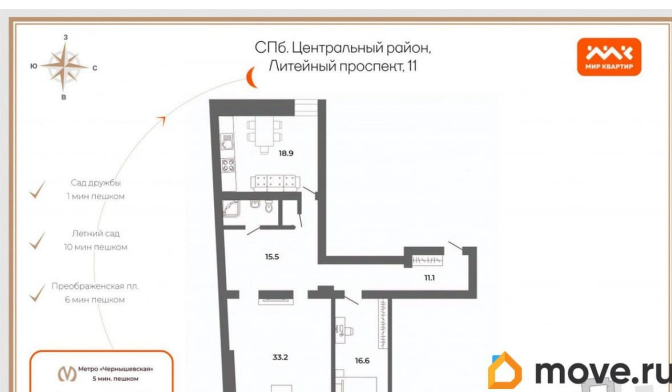 СПб. Центральный район,
Литейный проспект, 11
МИР КВАРТИР
З
Ю
С
В
18.9
Сад дружбы
1 мин пешком
Летний сад
10 мин пешком
15.5
11.1
Преображенская пл.
6 мин пешком
Метро «Чернышевская»
5 мин. пешком
33.2
16.6
move.ru